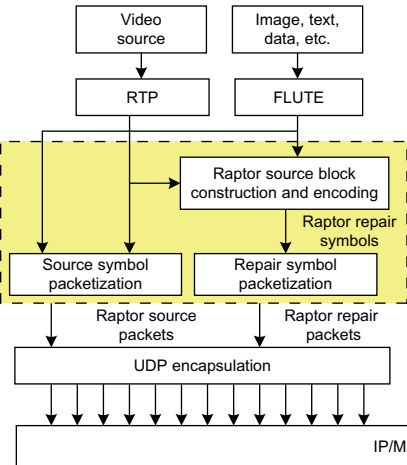 Video
source
Image, text,
data, etc.
RTP
FLUTE
Raptor source block
construction and encoding
Raptor repair
symbols
Source symbol
packetization
Repair symbol
packetization
Raptor source
packets
Raptor repair
packets
UDP encapsulation
IP/M